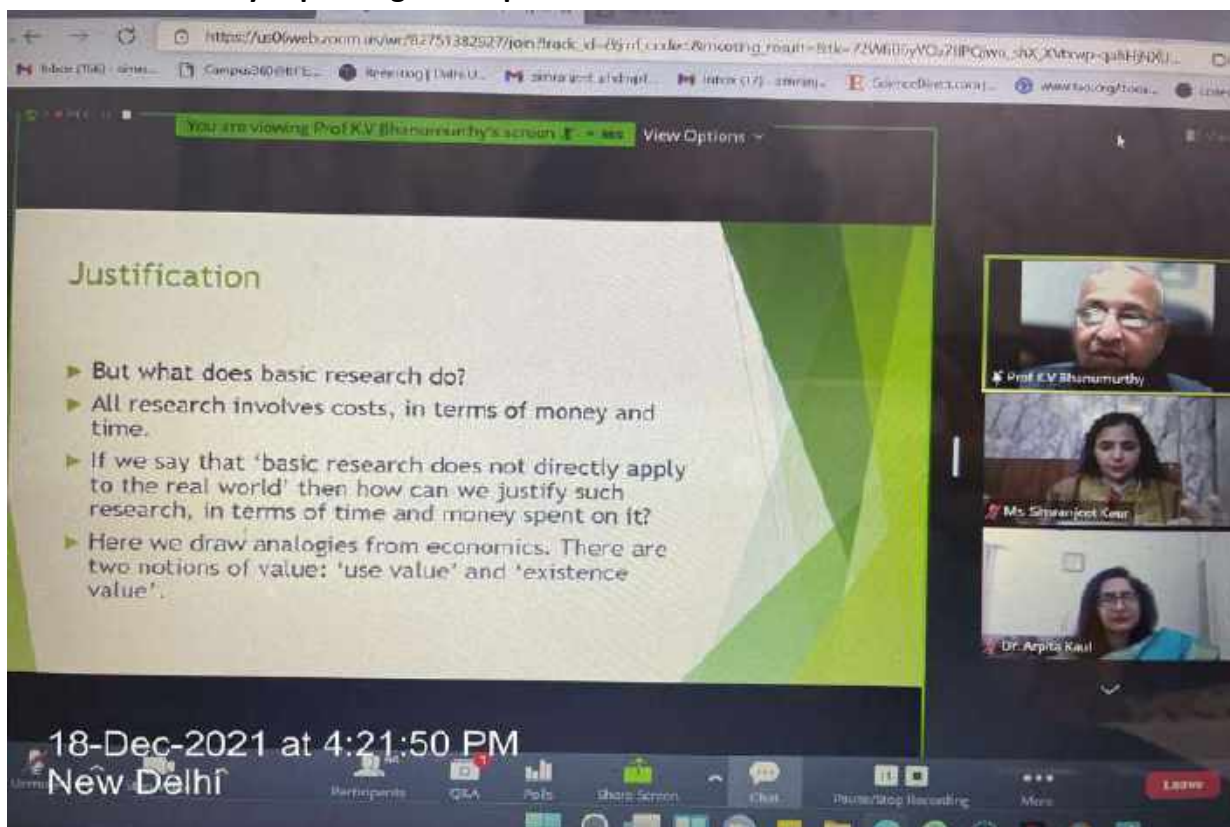 You are viewing Prof K.V Bhanumurthy's screen
View Options
Justification
But what does basic research do?
All research involves costs, in terms of money and
time.
If we say that 'basic research does not directly apply
to the real world' then how can we justify such
research, in terms of time and money spent on it?
Here we draw analogies from economics. There are
two notions of value: 'use value' and 'existence
value'.
Prof K.V Bhanumurthy
Ms. Simranjeet Kaur
Dr. Arpita Kaul
18-Dec-2021 at 4:21:50 PM
New Delhi
Participants
Q&A
Polls
Share Screen
Chat
Pause/Stop Recording
More
Leave